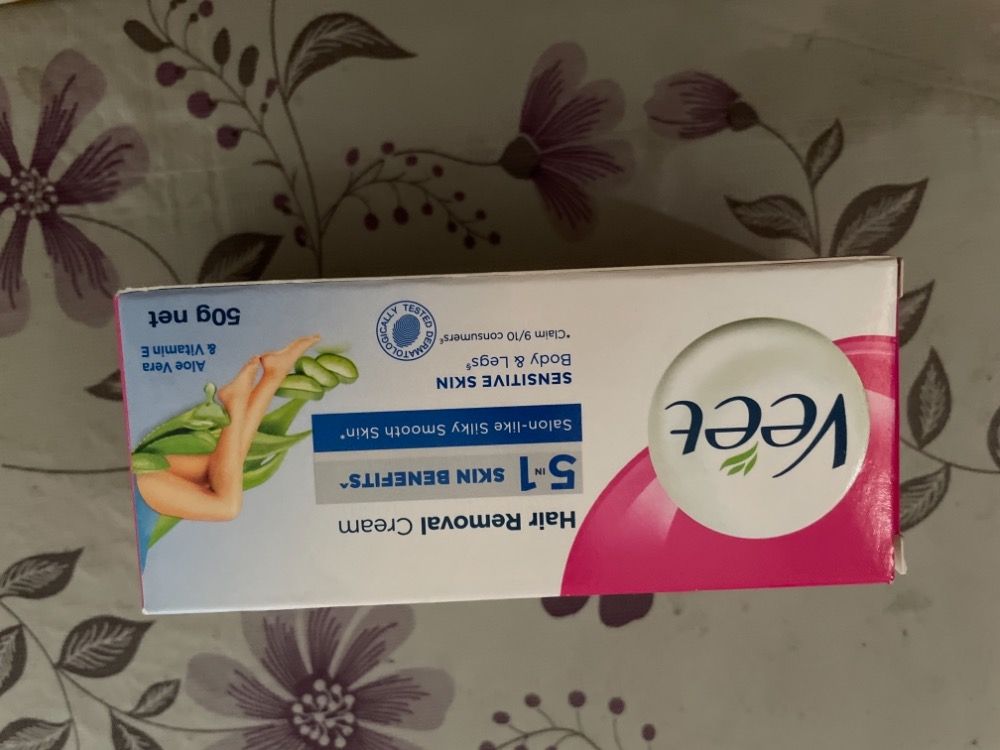 Veet
Hair Removal Cream
5 IN 1 SKIN BENEFITS^
Salon-like Silky Smooth Skin*
SENSITIVE SKIN
Body & Legs§
*Claim 9/10 consumers§
DERMATOLOGICALLY TESTED
Aloe Vera
& Vitamin E
50g net